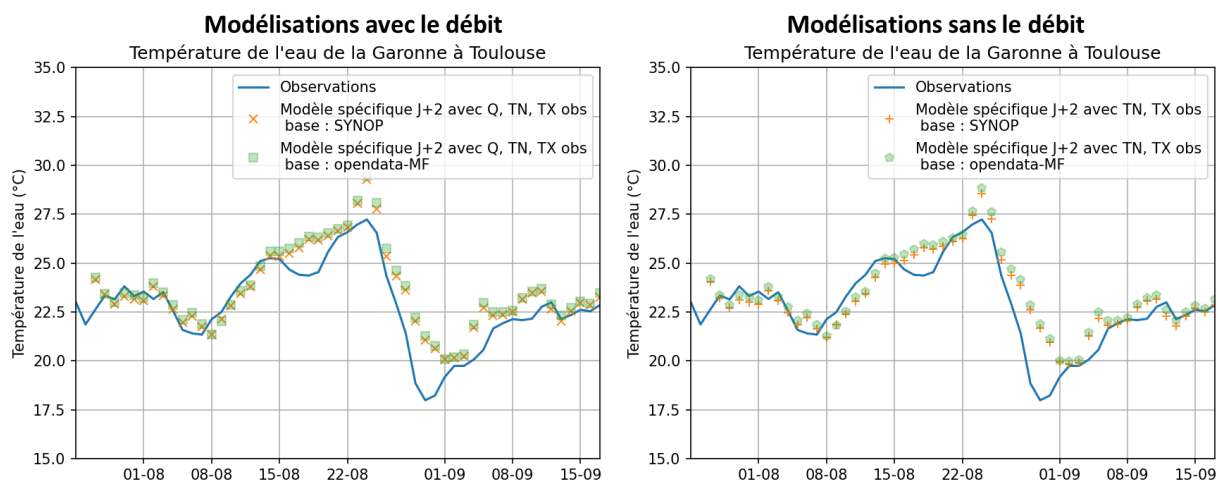 Modélisations avec le débit
Température de l'eau de la Garonne à Toulouse
Température de l'eau (°C)
35.0
32.5
30.0
27.5
25.0
22.5
20.0
17.5
15.0
Observations
Modèle spécifique J+2 avec Q, TN, TX obs
base : SYNOP
Modèle spécifique J+2 avec Q, TN, TX obs
base : opendata-MF
01-08
08-08
15-08
22-08
01-09
08-09
15-09
Modélisations sans le débit
Température de l'eau de la Garonne à Toulouse
Température de l'eau (°C)
35.0
32.5
30.0
27.5
25.0
22.5
20.0
17.5
15.0
Observations
Modèle spécifique J+2 avec TN, TX obs
base : SYNOP
Modèle spécifique J+2 avec TN, TX obs
base : opendata-MF
01-08
08-08
15-08
22-08
01-09
08-09
15-09